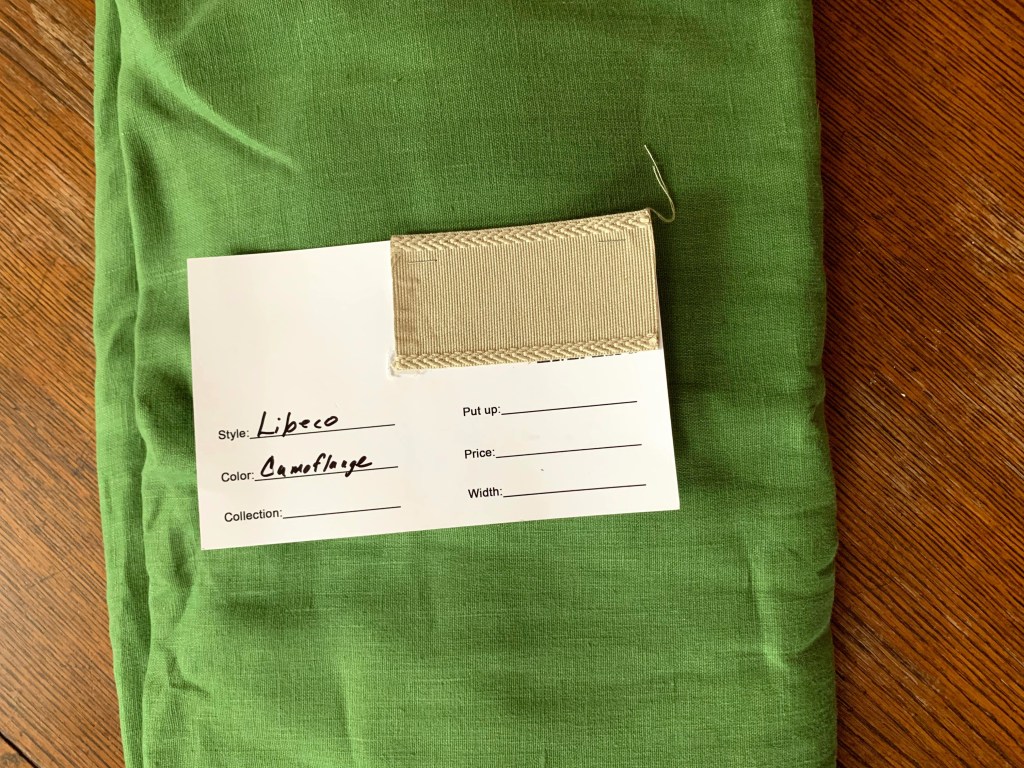 Style: Libeco
Color: Camoflauge
Collection:
Put up:
Price:
Width: